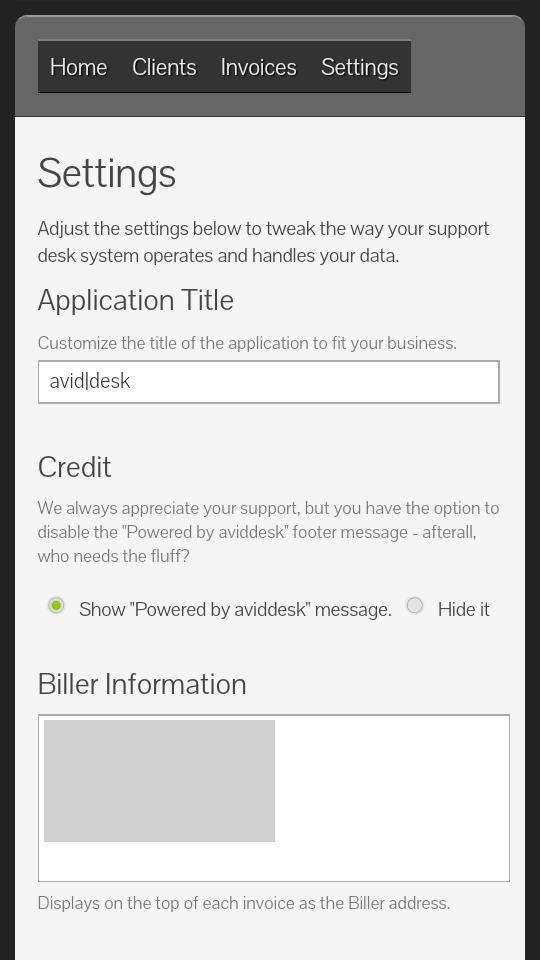 Home Clients Invoices Settings
Settings
Adjust the settings below to tweak the way your support
desk system operates and handles your data.
Application Title
Customize the title of the application to fit your business.
avid|desk
Credit
We always appreciate your support, but you have the option to
disable the "Powered by aviddesk" footer message - afterall,
who needs the fluff?
Show "Powered by aviddesk" message. Hide it
Biller Information
Displays on the top of each invoice as the Biller address.